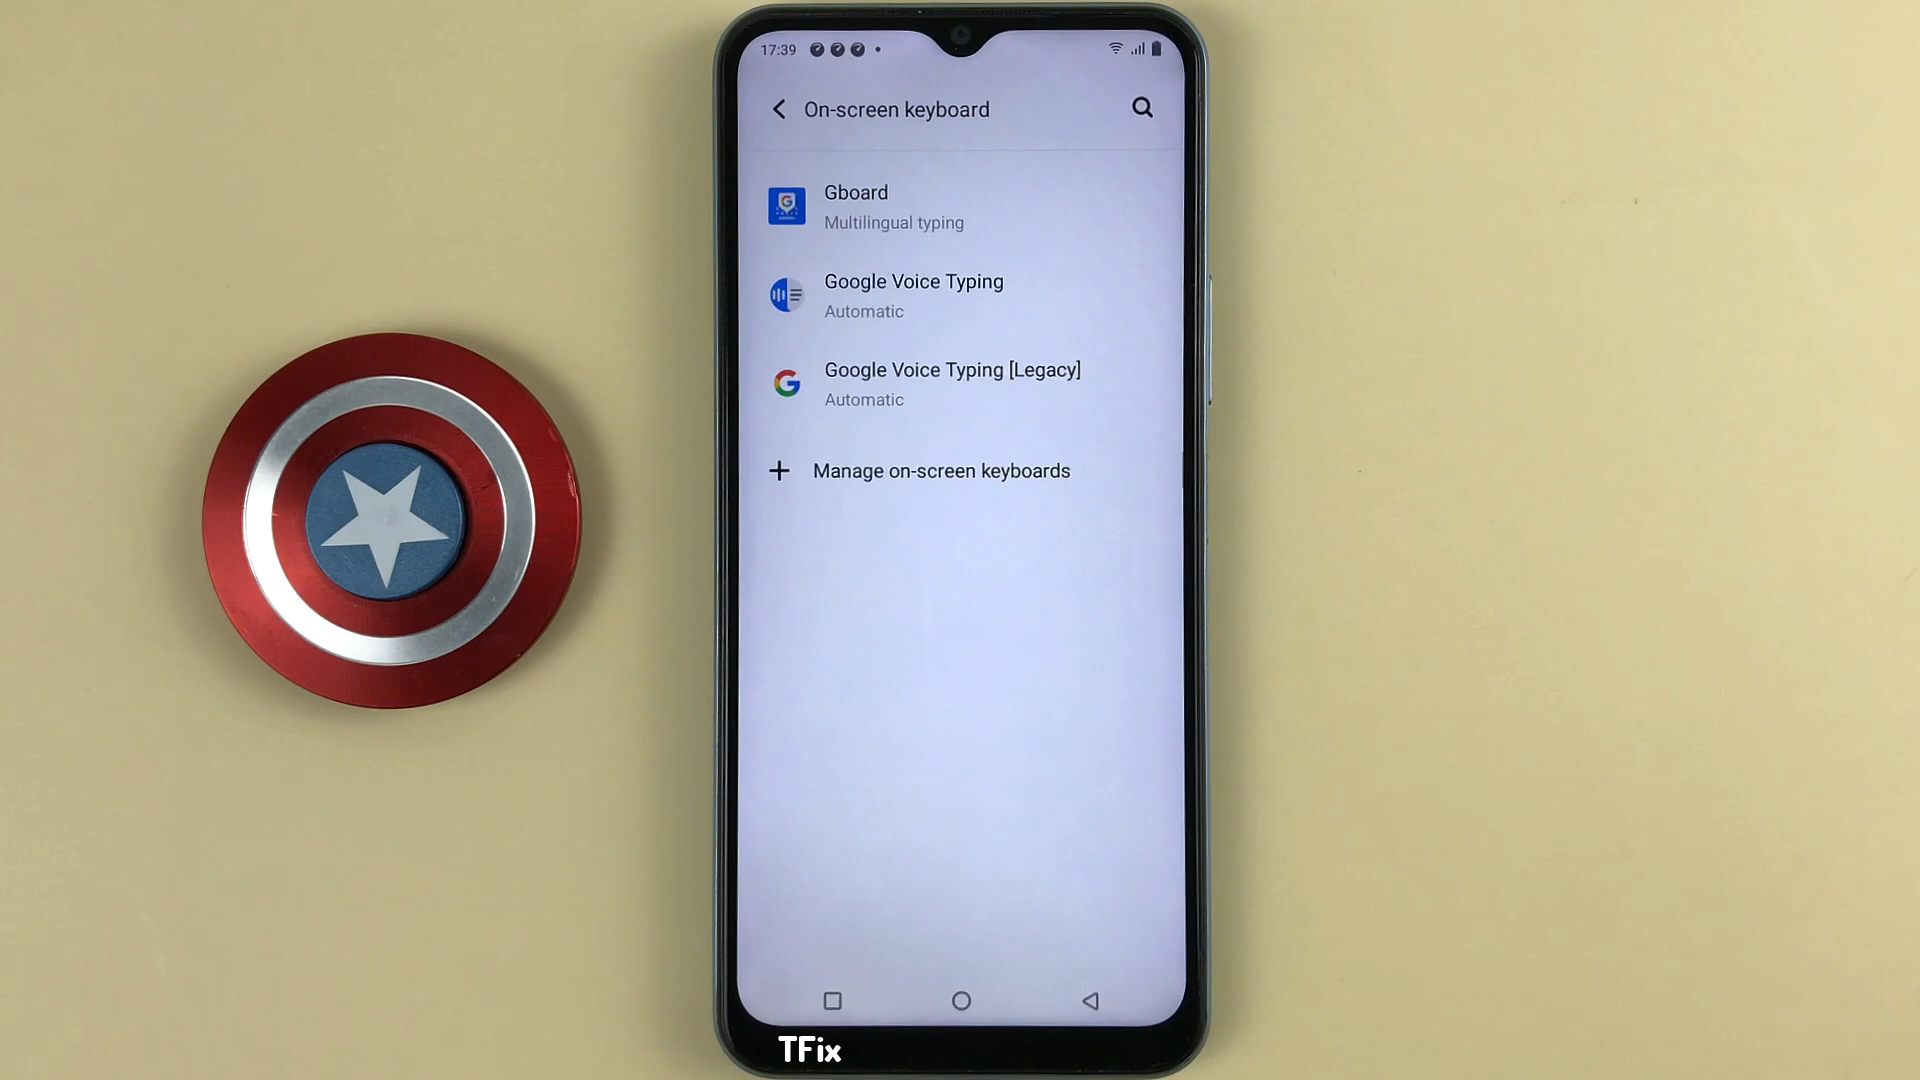 17:39
On-screen keyboard
Gboard
Multilingual typing
Google Voice Typing
Automatic
Google Voice Typing [Legacy]
Automatic
Manage on-screen keyboards
TFix